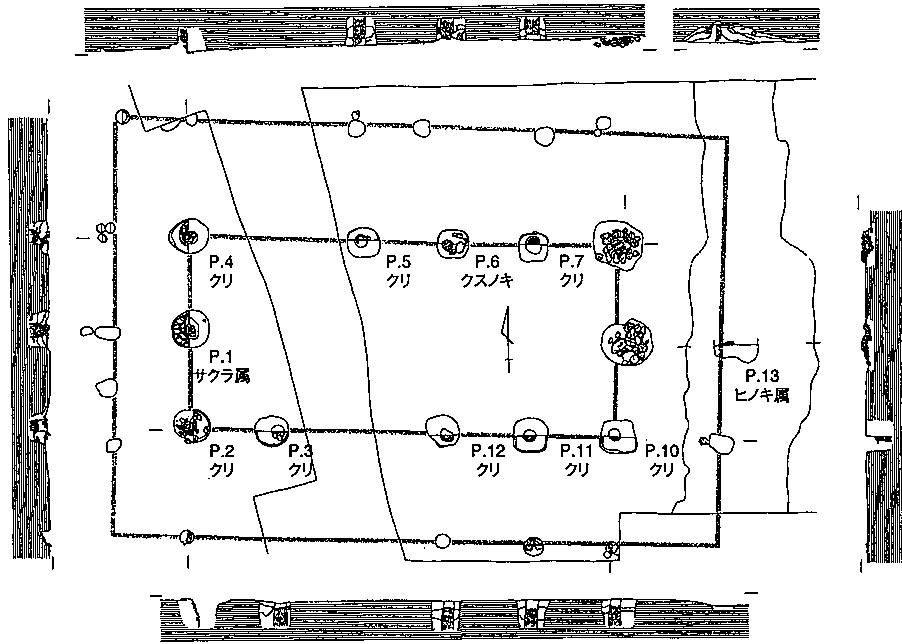 P.4
クリ
P.5
クリ
P.6
クスノキ
P.7
クリ
P.1
サクラ属
P.13
ヒノキ属
P.2
クリ
P.3
クリ
P.12
クリ
P.11
クリ
P.10
クリ